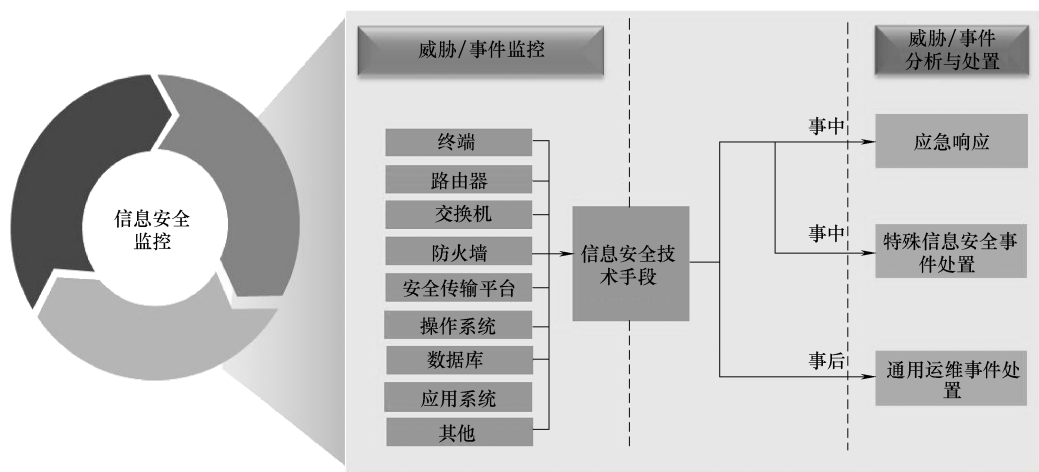 信息安全
监控
威胁/事件监控
终端
路由器
交换机
防火墙
安全传输平台
操作系统
数据库
应用系统
其他
信息安全技
术手段
事中
事中
事后
威胁/事件
分析与处置
应急响应
特殊信息安全事
件处置
通用运维事件处
置